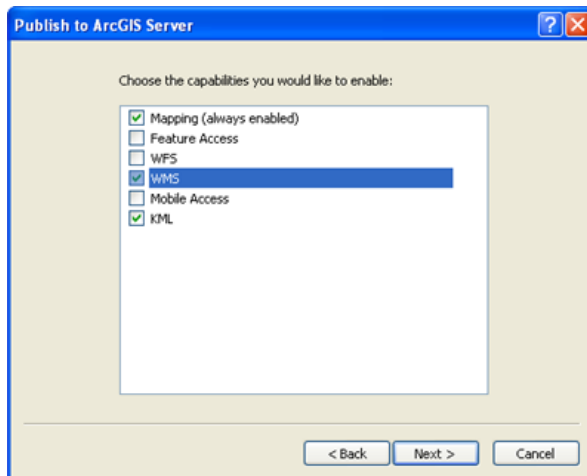 Publish to ArcGIS Server
Choose the capabilities you would like to enable:
Mapping (always enabled)
Feature Access
WFS
WMS
Mobile Access
KML
< Back Next > Cancel